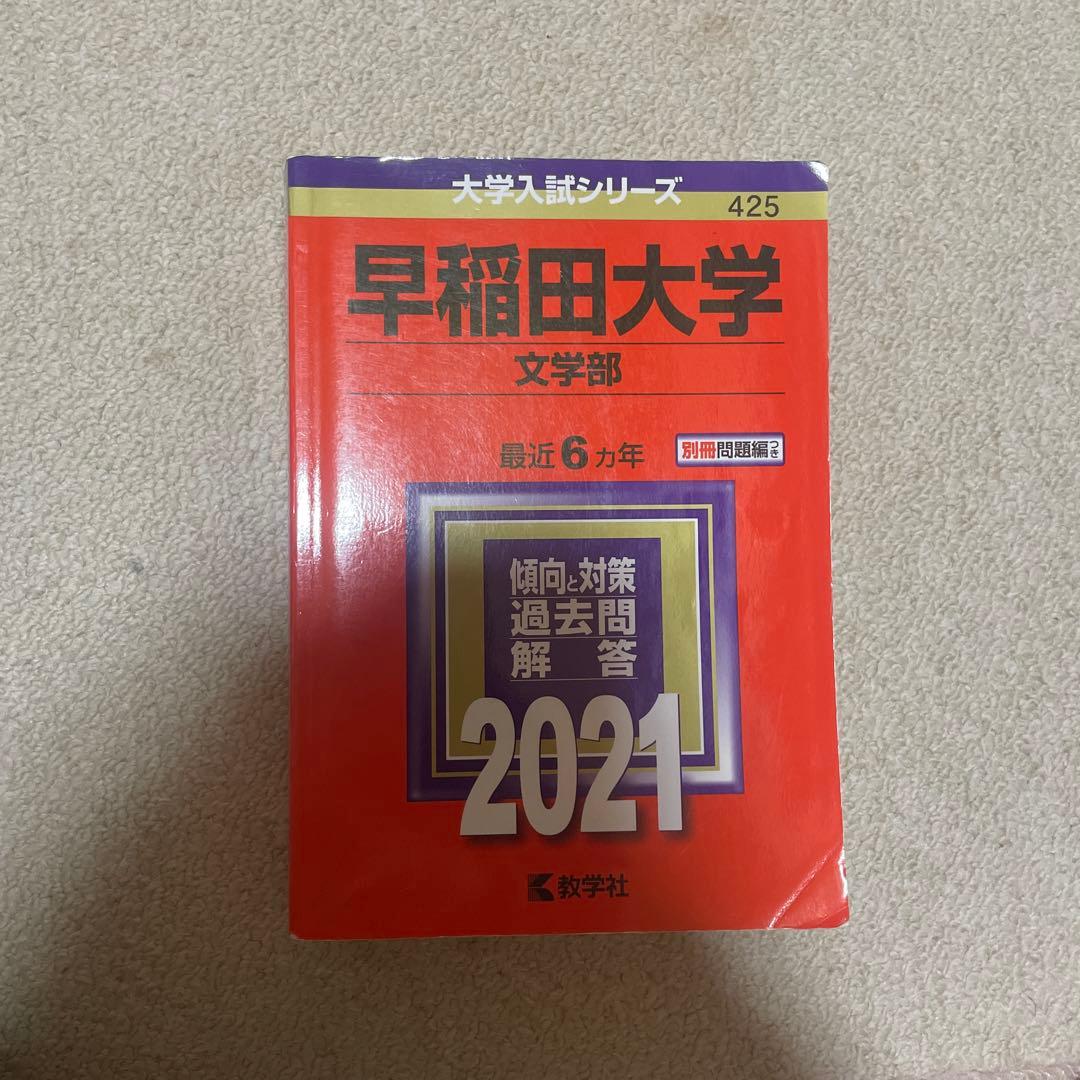 大学入試シリーズ
425
早稲田大学
文学部
最近6カ年
別冊問題編つき
傾向と対策
過去問
解答
2021
教学社